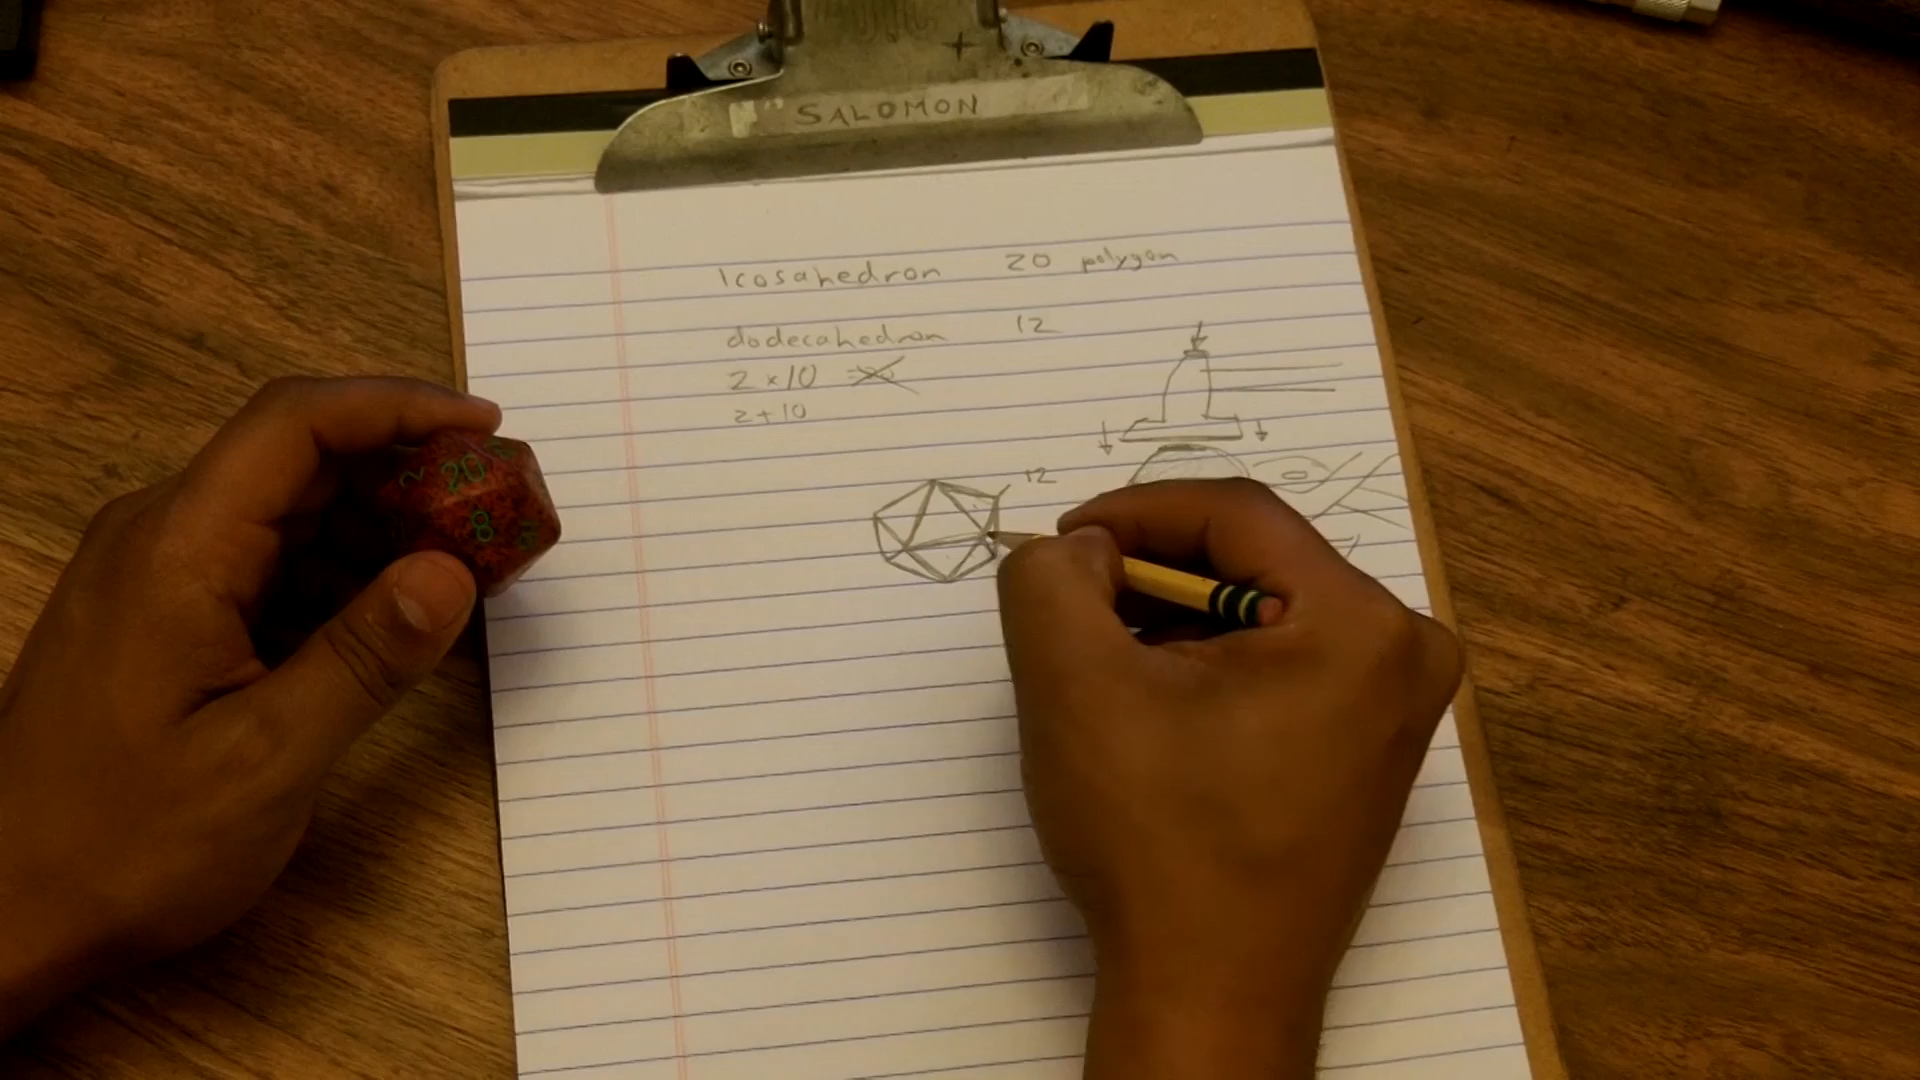 SALOMON
Icosahedron 20 polygon
dodecahedron 12
2 x 10
2 + 10
12
20
8